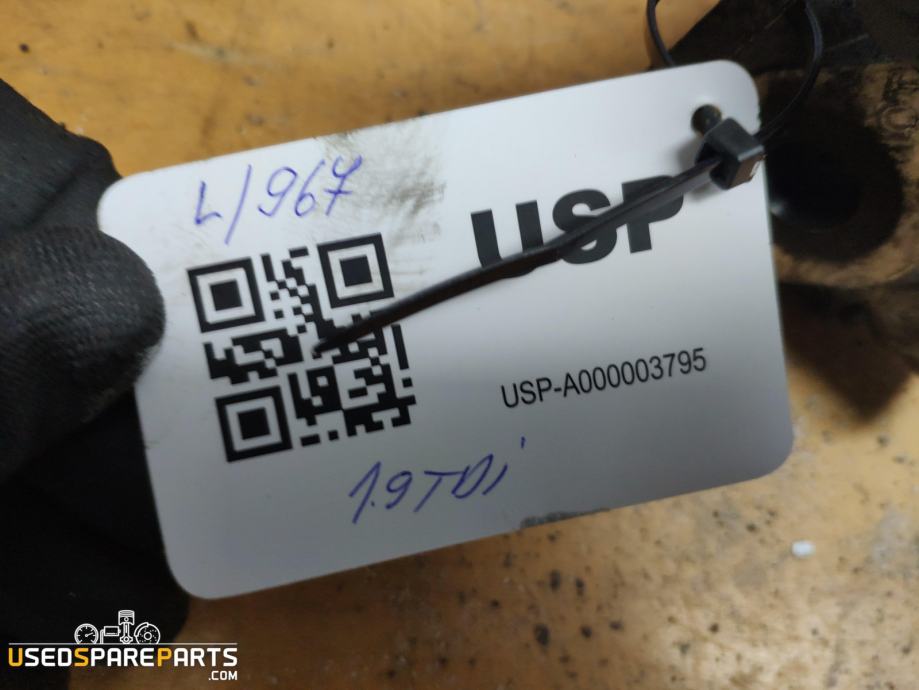 L/967
USP
USP-A000003795
1.9TDi
USEDSPAREPARTS
.COM